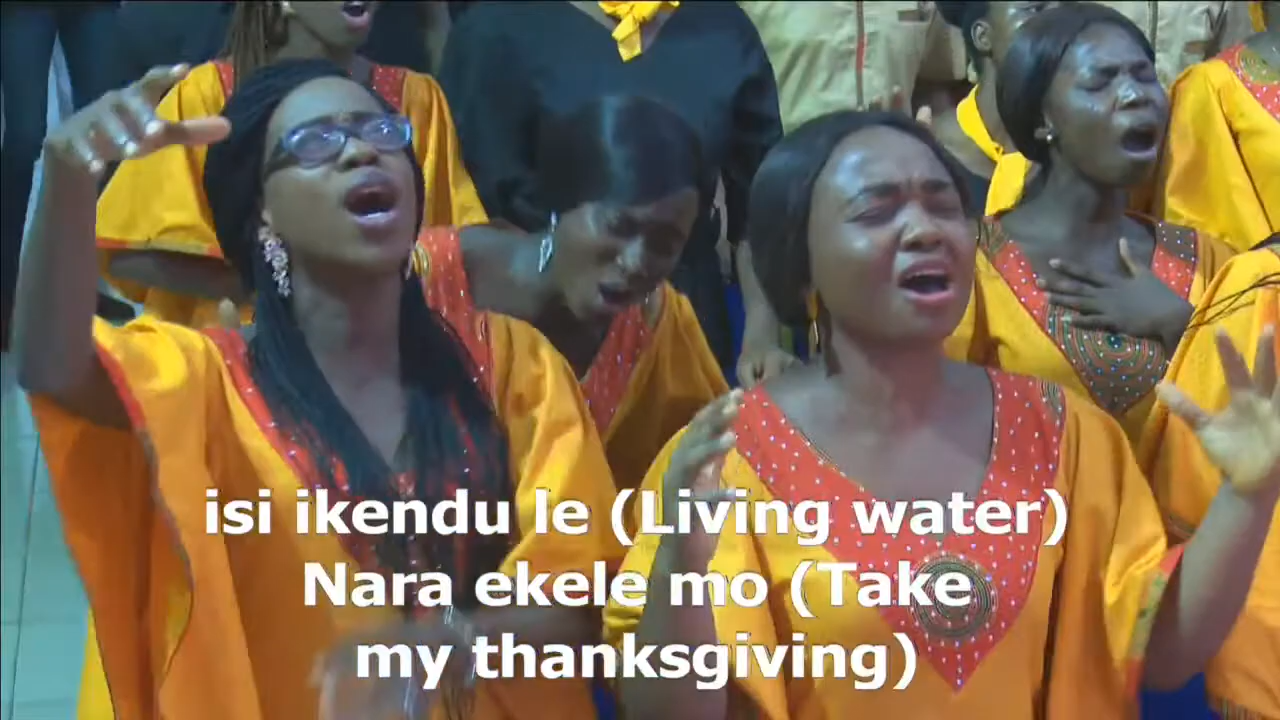 isi ikendu le (Living water)
Nara ekele mo (Take
my thanksgiving)